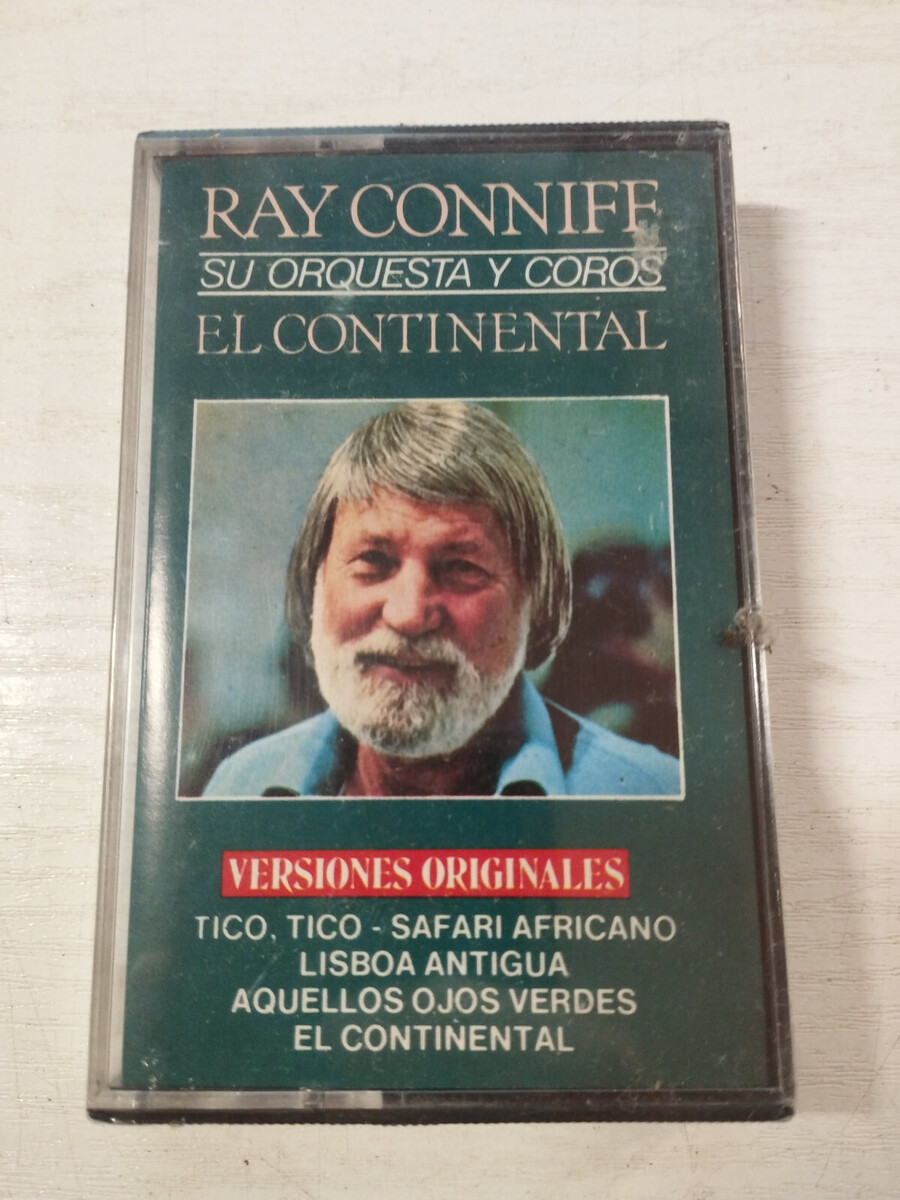 RAY CONNIFF
SU ORQUESTA Y COROS
EL CONTINENTAL
VERSIONES ORIGINALES
TICO, TICO - SAFARI AFRICANO
LISBOA ANTIGUA
AQUELLOS OJOS VERDES
EL CONTINENTAL